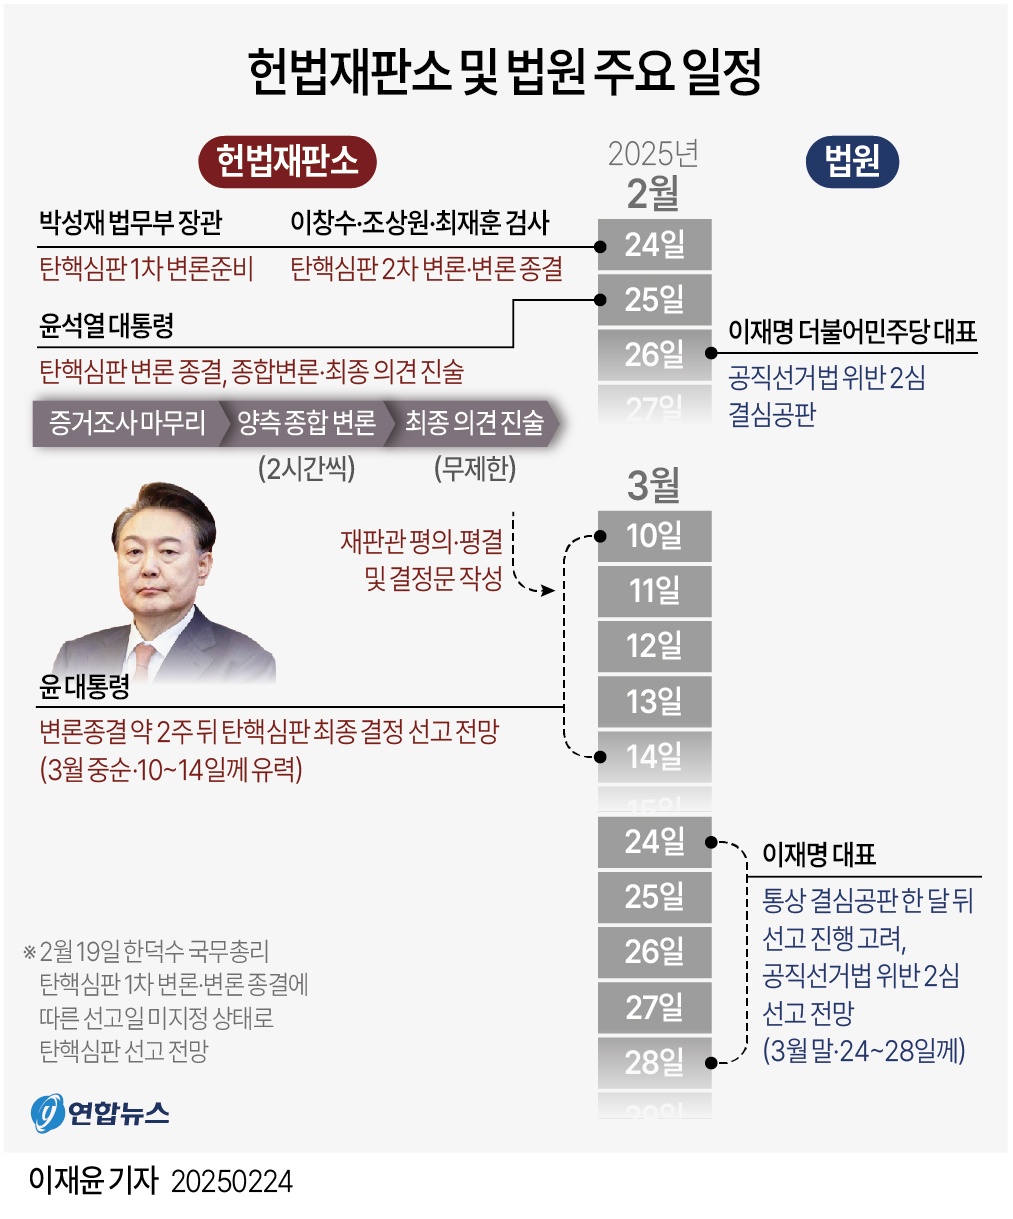 헌법재판소 및 법원 주요 일정
헌법재판소
2025년
2월
법원
박성재 법무부 장관
탄핵심판 1차 변론준비
이창수·조상원·최재훈 검사
탄핵심판 2차 변론·변론 종결
24일
25일
윤석열 대통령
탄핵심판 변론 종결, 종합변론·최종 의견 진술
26일
이재명 더불어민주당 대표
공직선거법 위반 2심
결심공판
27일
증거조사 마무리
양측 종합 변론
최종 의견 진술
(2시간씩)
(무제한)
3월
재판관 평의·평결
및 결정문 작성
10일
11일
12일
13일
14일
15일
윤 대통령
변론종결 약 2주 뒤 탄핵심판 최종 결정 선고 전망
(3월 중순·10~14일께 유력)
24일
25일
26일
27일
28일
29일
이재명 대표
통상 결심공판 한 달 뒤
선고 진행 고려,
공직선거법 위반 2심
선고 전망
(3월 말·24~28일께)
※ 2월 19일 한덕수 국무총리
탄핵심판 1차 변론·변론 종결에
따른 선고일 미지정 상태로
탄핵심판 선고 전망
연합뉴스
이재윤 기자 20250224